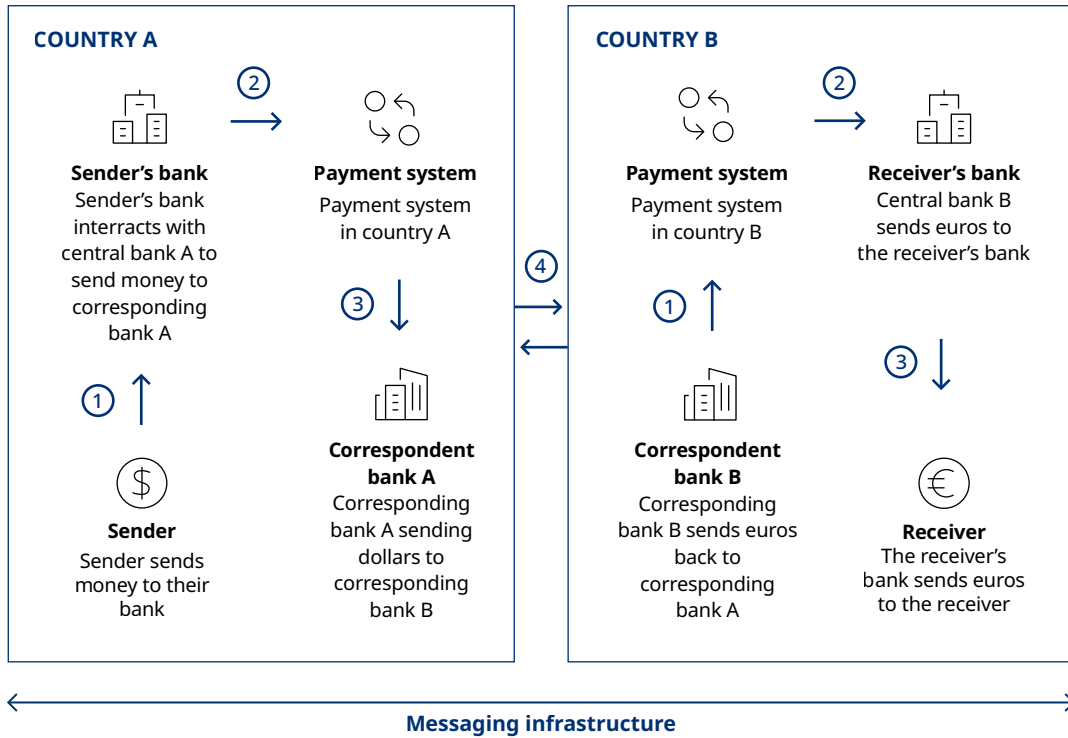 COUNTRY A
2
Sender’s bank
Sender’s bank
interracts with
central bank A to
send money to
corresponding
bank A
Payment system
Payment system
in country A
1
3
$
Sender
Sender sends
money to their
bank
Correspondent
bank A
Corresponding
bank A sending
dollars to
corresponding
bank B
4
COUNTRY B
2
Payment system
Payment system
in country B
Receiver’s bank
Central bank B
sends euros to
the receiver’s bank
1
3
Correspondent
bank B
Corresponding
bank B sends euros
back to
corresponding
bank A
€
Receiver
The receiver’s
bank sends euros
to the receiver
Messaging infrastructure